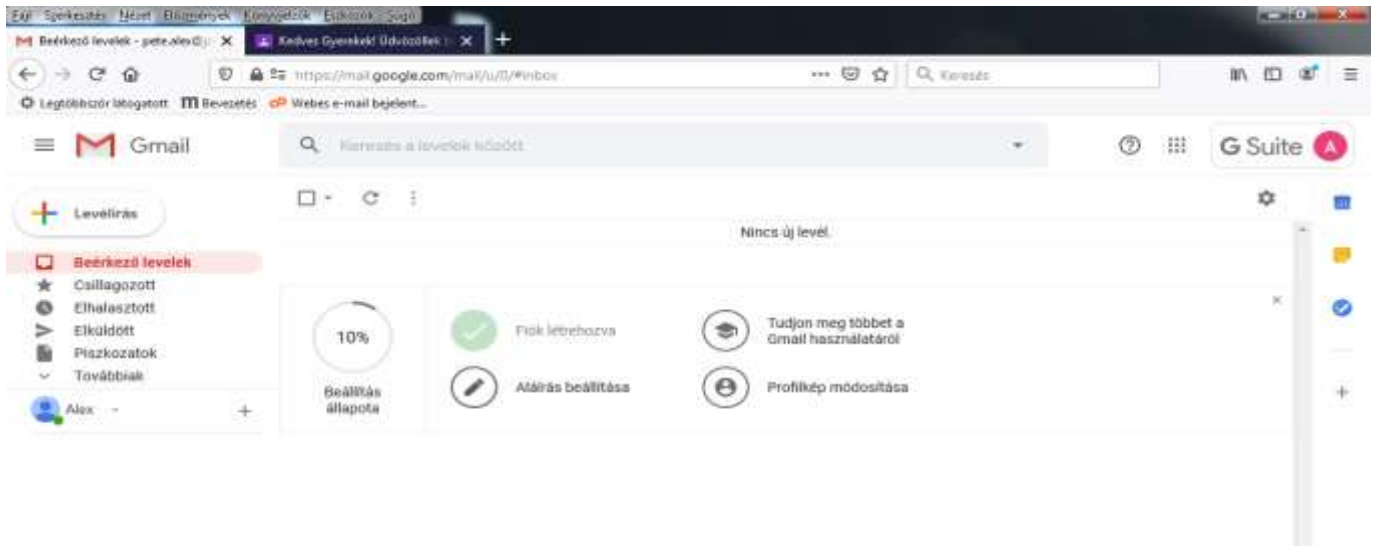 Fájl Szerkesztés Nézet Előzmények Könyvjelzők Eszközök Súgó
Beérkező levelek - pete.alex@j
Kedves Gyerekek! Üdvözöllek
https://mail.google.com/mail/u/0/#inbox
Keresés
Legtöbbször látogatott
Bevezetés
Webes e-mail bejelent...
Gmail
Keresés a levelek között
G Suite
A
Levélírás
Nincs új levél.
Beérkező levelek
Csillagozott
Elhalasztott
Elküldött
Piszkozatok
Továbbiak
Alex
10%
Beállítás
állapota
Fiók létrehozva
Tudjon meg többet a
Gmail használatáról
Aláírás beállítása
Profilkép módosítása